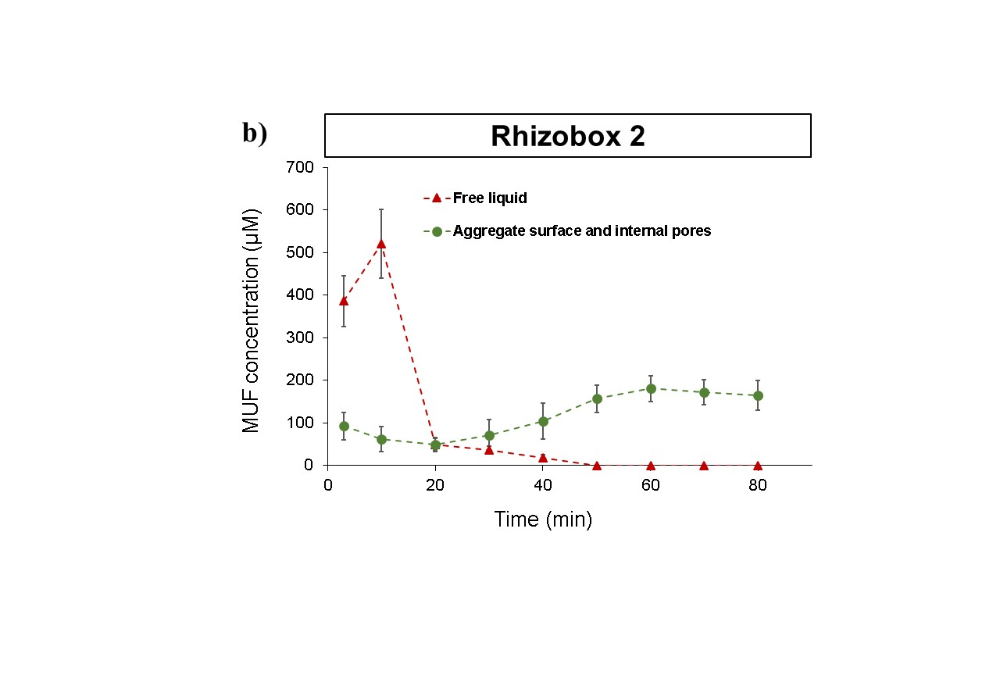 b)
Rhizobox 2
700
600
500
400
300
200
100
0
MUF concentration (µM)
Free liquid
Aggregate surface and internal pores
0 20 40 60 80
Time (min)